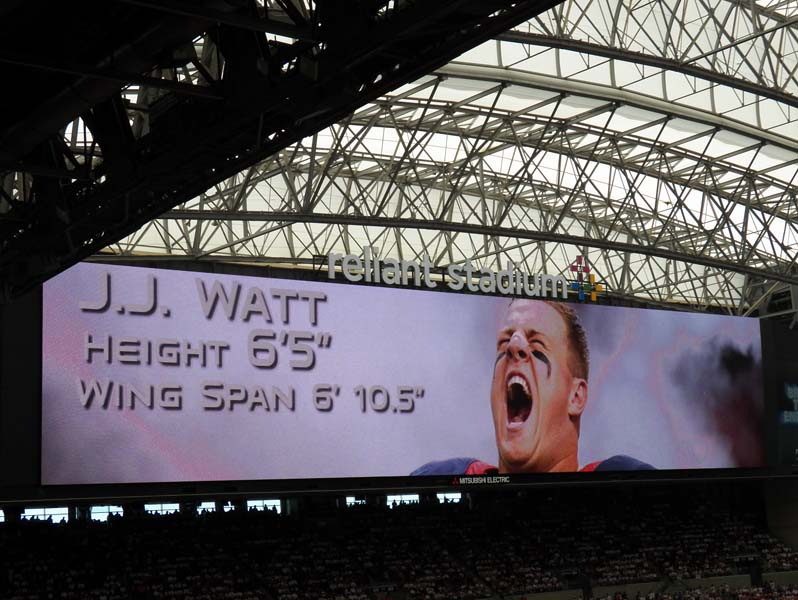 reliant stadium
J.J. WATT
HEIGHT 6'5"
WING SPAN 6' 10.5"
MITSUBISHI ELECTRIC